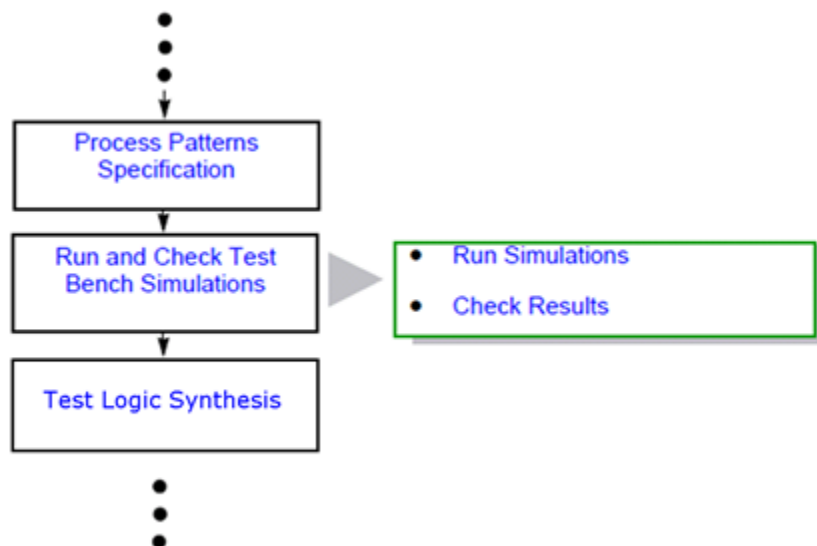 Process Patterns
Specification
Run and Check Test
Bench Simulations
• Run Simulations
• Check Results
Test Logic Synthesis